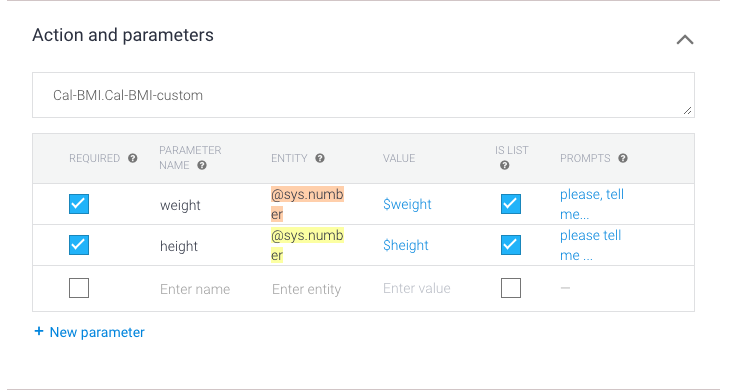 Action and parameters
Cal-BMI.Cal-BMI-custom
REQUIRED ? PARAMETER NAME ? ENTITY ? VALUE IS LIST ? PROMPTS ?
weight @sys.number $weight please, tell me...
height @sys.number $height please tell me ...
Enter name Enter entity Enter value —
+ New parameter